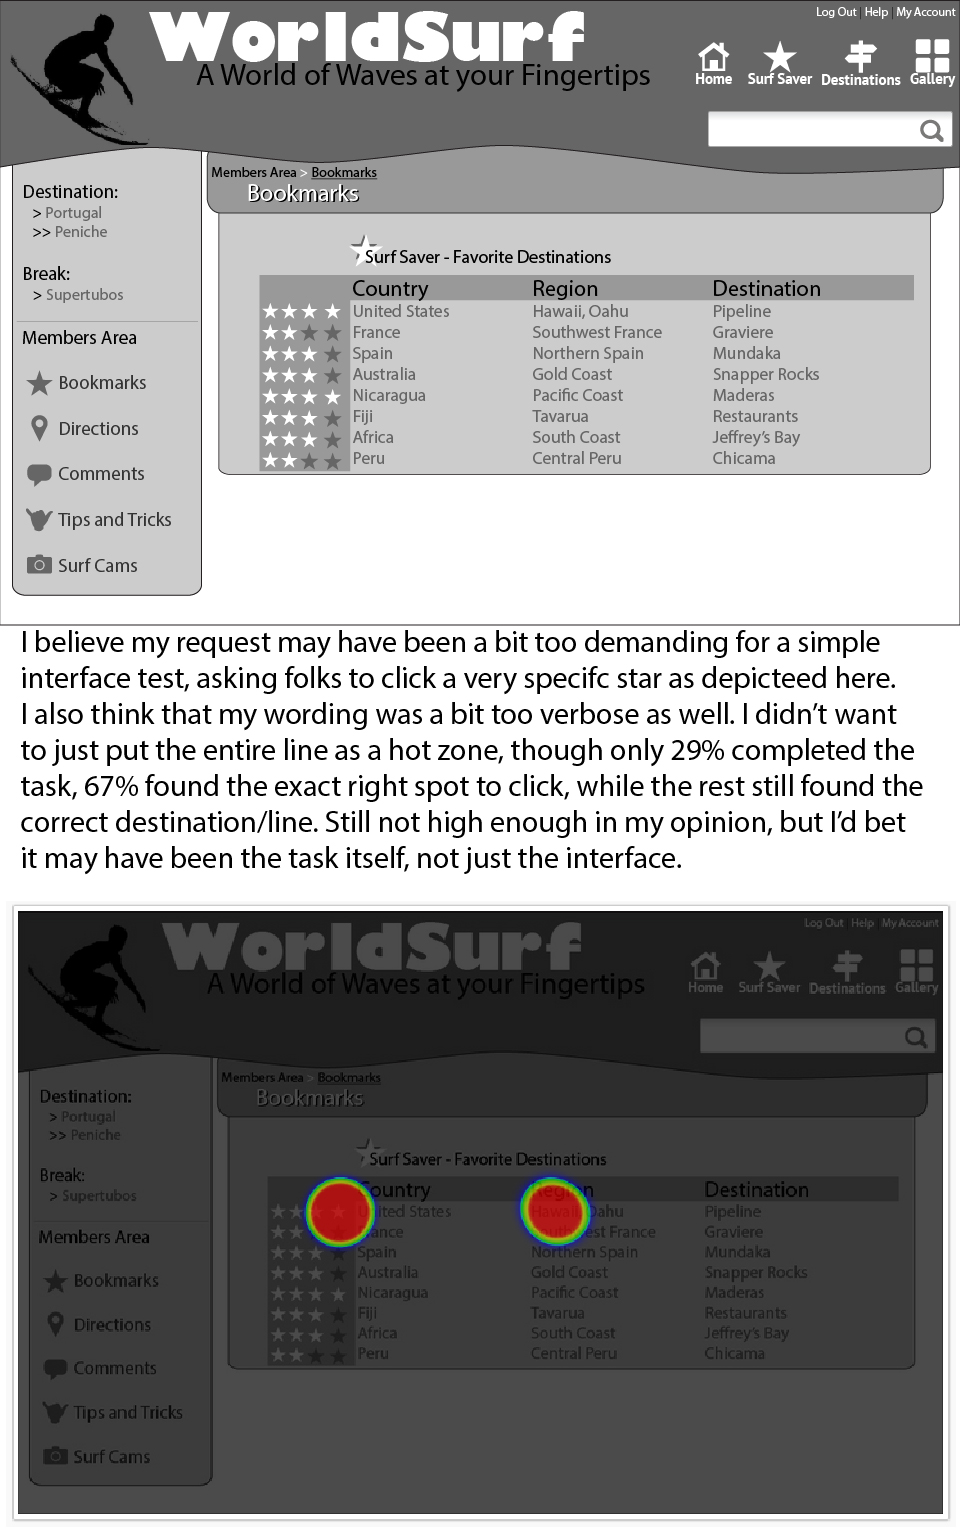 Log Out | Help | My Account
WorldSurf
A World of Waves at your Fingertips
Home Surf Saver Destinations Gallery
Members Area > Bookmarks
Bookmarks
Destination:
> Portugal
>> Peniche
Break:
> Supertubos
Members Area
Bookmarks
Directions
Comments
Tips and Tricks
Surf Cams
Surf Saver - Favorite Destinations
Country Region Destination
United States Hawaii, Oahu Pipeline
France Southwest France Graviere
Spain Northern Spain Mundaka
Australia Gold Coast Snapper Rocks
Nicaragua Pacific Coast Maderas
Fiji Tavarua Restaurants
Africa South Coast Jeffrey's Bay
Peru Central Peru Chicama
I believe my request may have been a bit too demanding for a simple
interface test, asking folks to click a very specifc star as depicteed here.
I also think that my wording was a bit too verbose as well. I didn't want
to just put the entire line as a hot zone, though only 29% completed the
task, 67% found the exact right spot to click, while the rest still found the
correct destination/line. Still not high enough in my opinion, but I'd bet
it may have been the task itself, not just the interface.
Log Out | Help | My Account
WorldSurf
A World of Waves at your Fingertips
Home Surf Saver Destinations Gallery
Members Area > Bookmarks
Bookmarks
Destination:
> Portugal
>> Peniche
Break:
> Supertubos
Members Area
Bookmarks
Directions
Comments
Tips and Tricks
Surf Cams
Surf Saver - Favorite Destinations
Country Region Destination
United States Hawaii, Oahu Pipeline
France Southwest France Graviere
Spain Northern Spain Mundaka
Australia Gold Coast Snapper Rocks
Nicaragua Pacific Coast Maderas
Fiji Tavarua Restaurants
Africa South Coast Jeffrey's Bay
Peru Central Peru Chicama